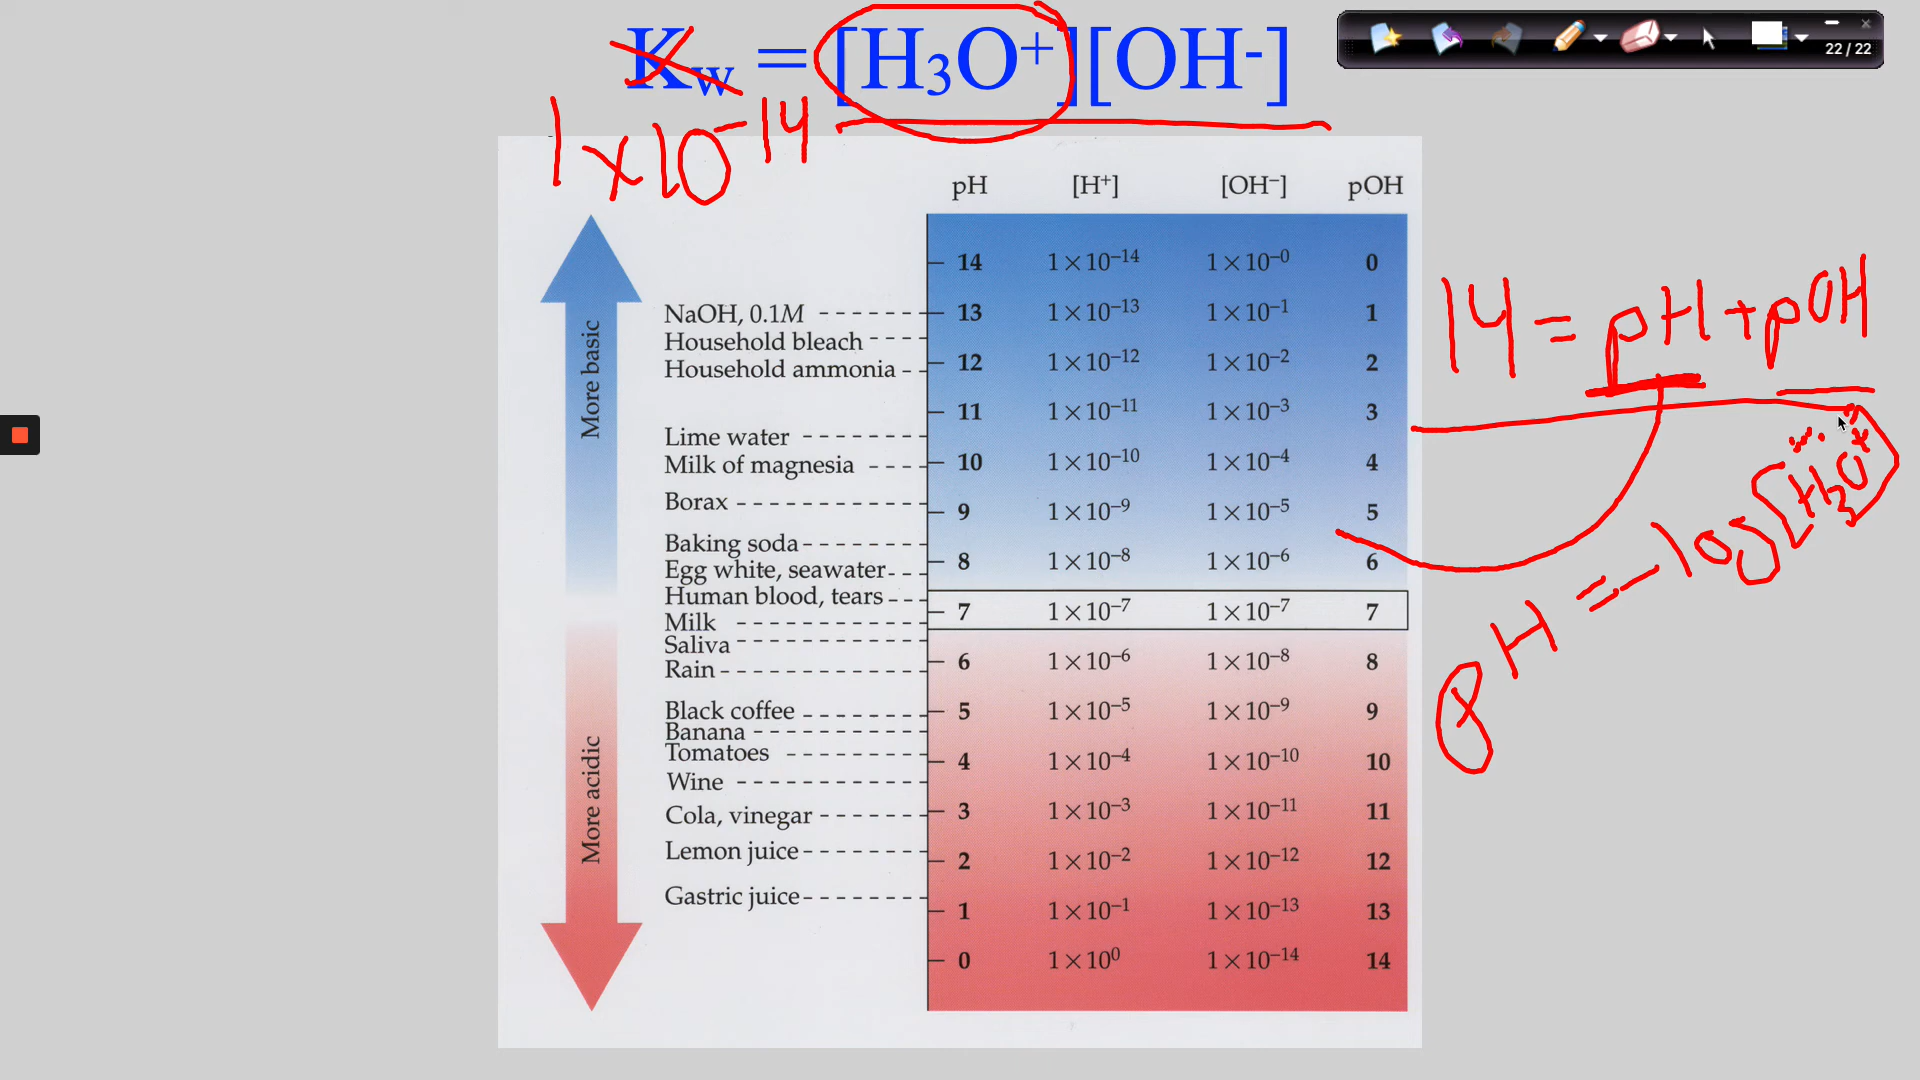 K_w = [H₃O⁺][OH⁻]
22 / 22
1 x 10⁻¹⁴
pH [H⁺] [OH⁻] pOH
14 1×10⁻¹⁴ 1×10⁻⁰ 0
NaOH, 0.1M 13 1×10⁻¹³ 1×10⁻¹ 1
Household bleach
Household ammonia 12 1×10⁻¹² 1×10⁻² 2
11 1×10⁻¹¹ 1×10⁻³ 3
Lime water
Milk of magnesia 10 1×10⁻¹⁰ 1×10⁻⁴ 4
Borax 9 1×10⁻⁹ 1×10⁻⁵ 5
Baking soda
Egg white, seawater 8 1×10⁻⁸ 1×10⁻⁶ 6
Human blood, tears 7 1×10⁻⁷ 1×10⁻⁷ 7
Milk
Saliva
Rain 6 1×10⁻⁶ 1×10⁻⁸ 8
Black coffee 5 1×10⁻⁵ 1×10⁻⁹ 9
Banana
Tomatoes 4 1×10⁻⁴ 1×10⁻¹⁰ 10
Wine
Cola, vinegar 3 1×10⁻³ 1×10⁻¹¹ 11
Lemon juice 2 1×10⁻² 1×10⁻¹² 12
Gastric juice 1 1×10⁻¹ 1×10⁻¹³ 13
0 1×10⁰ 1×10⁻¹⁴ 14
More basic
More acidic
14 = pH + pOH
pH = -log[H₃O⁺]